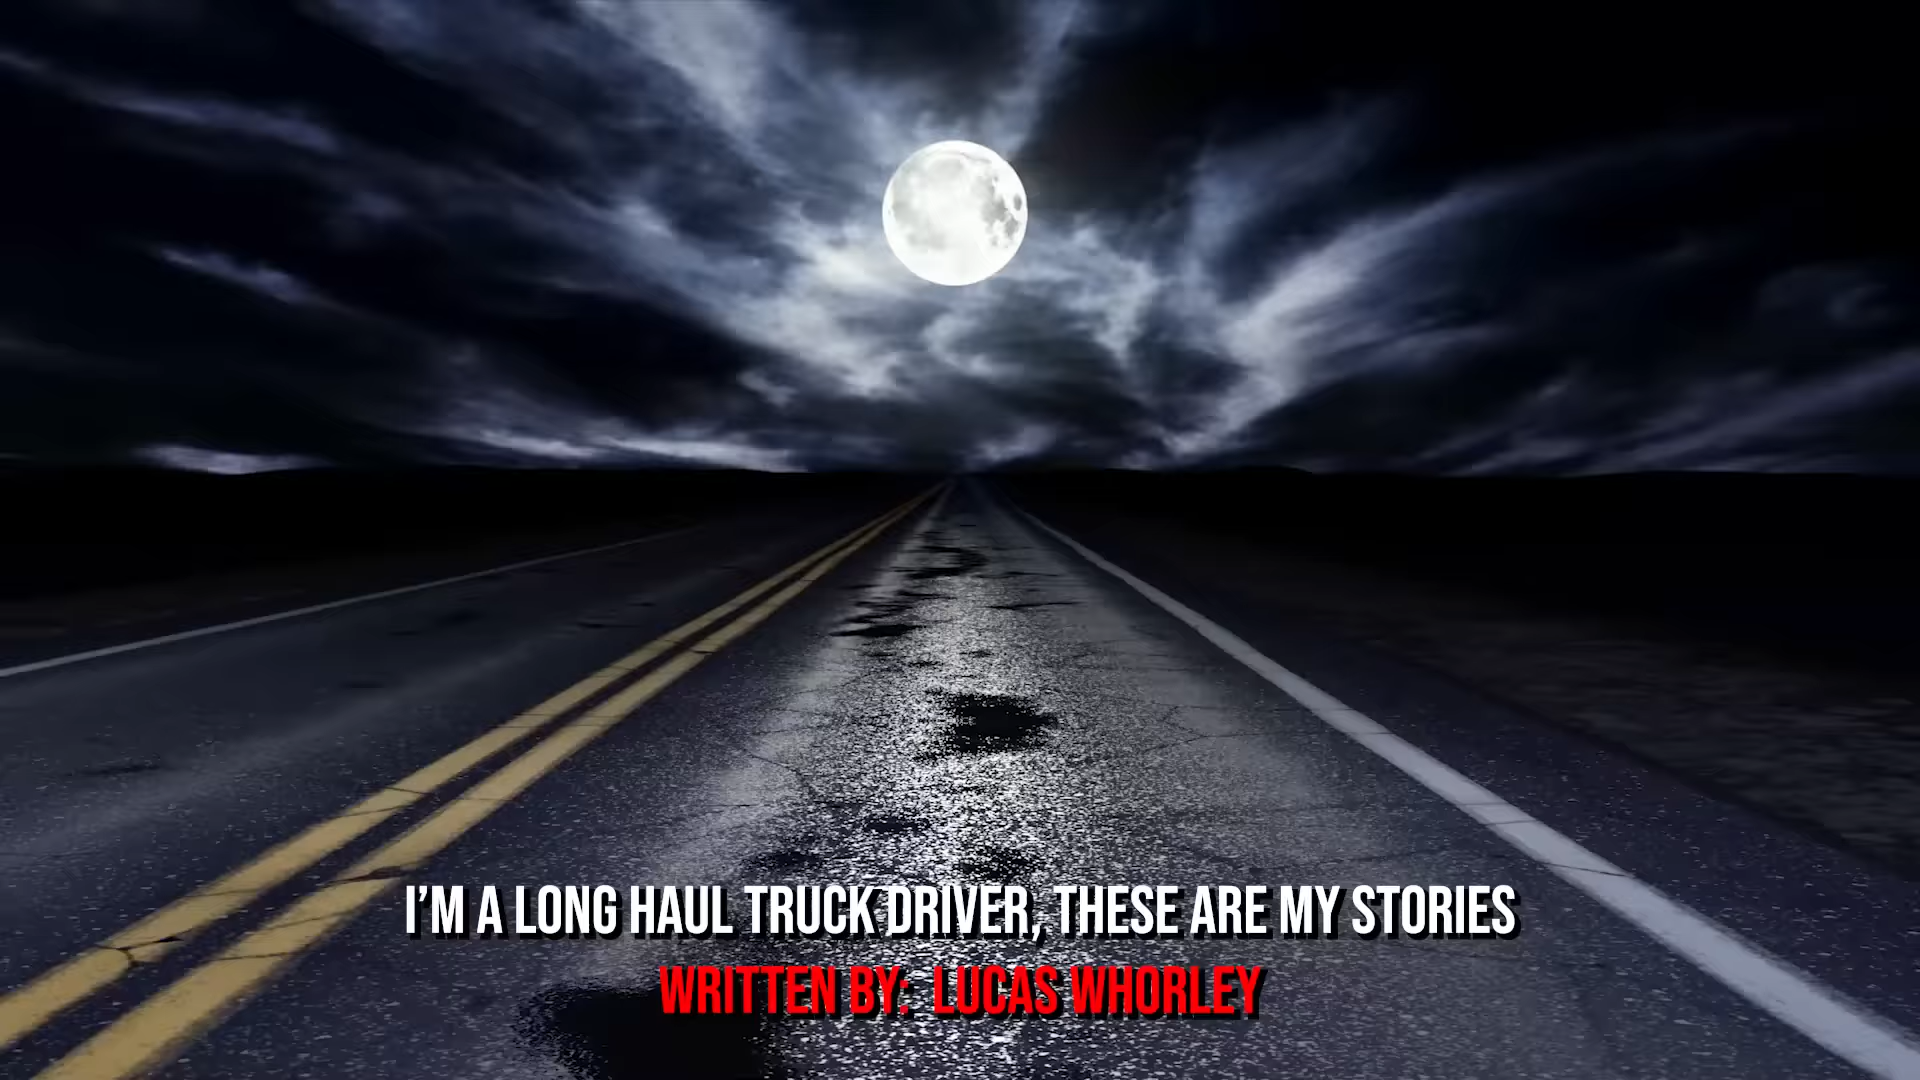 I’M A LONG HAUL TRUCK DRIVER, THESE ARE MY STORIES
WRITTEN BY: LUCAS WHORLEY